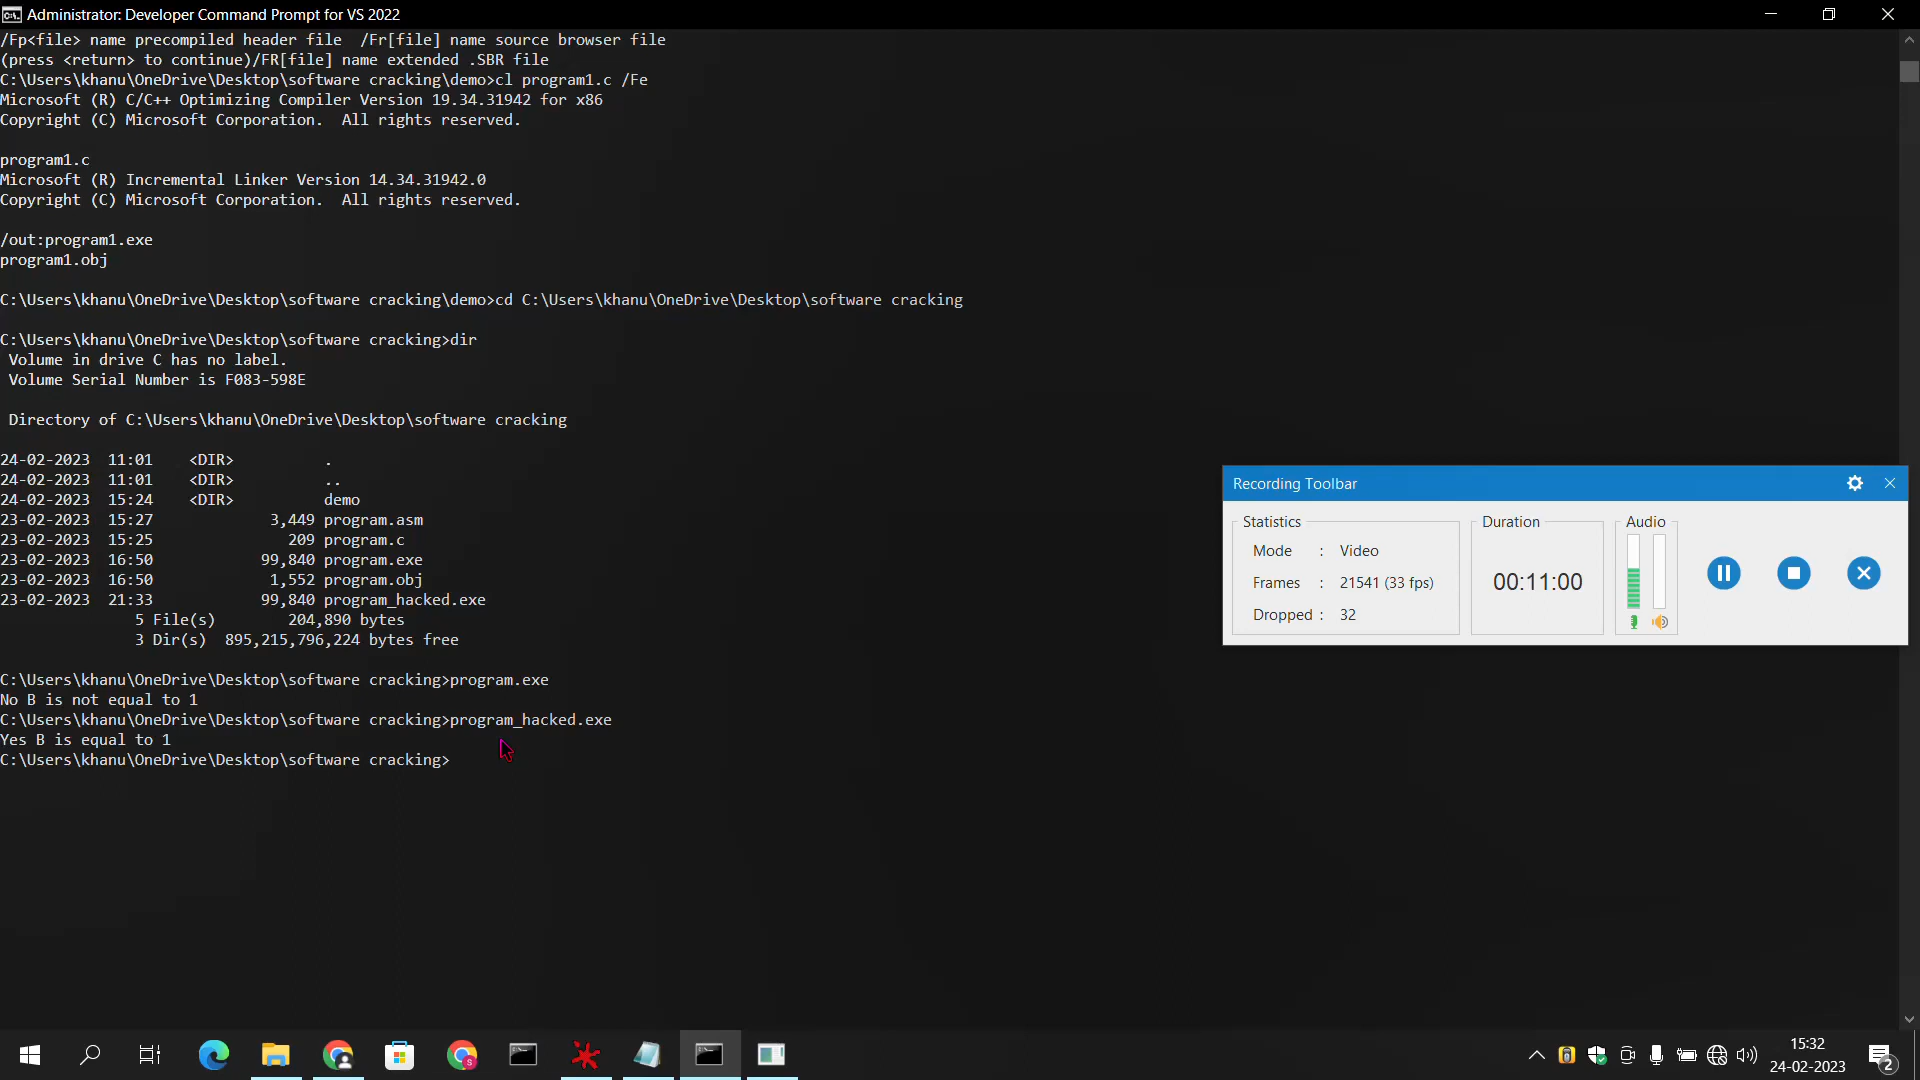 Administrator: Developer Command Prompt for VS 2022
/Fp<file> name precompiled header file  /Fr[file] name source browser file
(press <return> to continue)/FR[file] name extended .SBR file
C:\Users\khanu\OneDrive\Desktop\software cracking\demo>cl program1.c /Fe
Microsoft (R) C/C++ Optimizing Compiler Version 19.34.31942 for x86
Copyright (C) Microsoft Corporation.  All rights reserved.
program1.c
Microsoft (R) Incremental Linker Version 14.34.31942.0
Copyright (C) Microsoft Corporation.  All rights reserved.
/out:program1.exe
program1.obj
C:\Users\khanu\OneDrive\Desktop\software cracking\demo>cd C:\Users\khanu\OneDrive\Desktop\software cracking
C:\Users\khanu\OneDrive\Desktop\software cracking>dir
Volume in drive C has no label.
Volume Serial Number is F083-598E
Directory of C:\Users\khanu\OneDrive\Desktop\software cracking
24-02-2023  11:01    <DIR>          .
24-02-2023  11:01    <DIR>          ..
24-02-2023  15:24    <DIR>          demo
23-02-2023  15:27             3,449 program.asm
23-02-2023  15:25               209 program.c
23-02-2023  16:50            99,840 program.exe
23-02-2023  16:50             1,552 program.obj
23-02-2023  21:33            99,840 program_hacked.exe
5 File(s)        204,890 bytes
3 Dir(s)  895,215,796,224 bytes free
C:\Users\khanu\OneDrive\Desktop\software cracking>program.exe
No B is not equal to 1
C:\Users\khanu\OneDrive\Desktop\software cracking>program_hacked.exe
Yes B is equal to 1
C:\Users\khanu\OneDrive\Desktop\software cracking>
Recording Toolbar
Statistics
Mode : Video
Frames : 21541 (33 fps)
Dropped : 32
Duration
00:11:00
Audio
15:32
24-02-2023
2